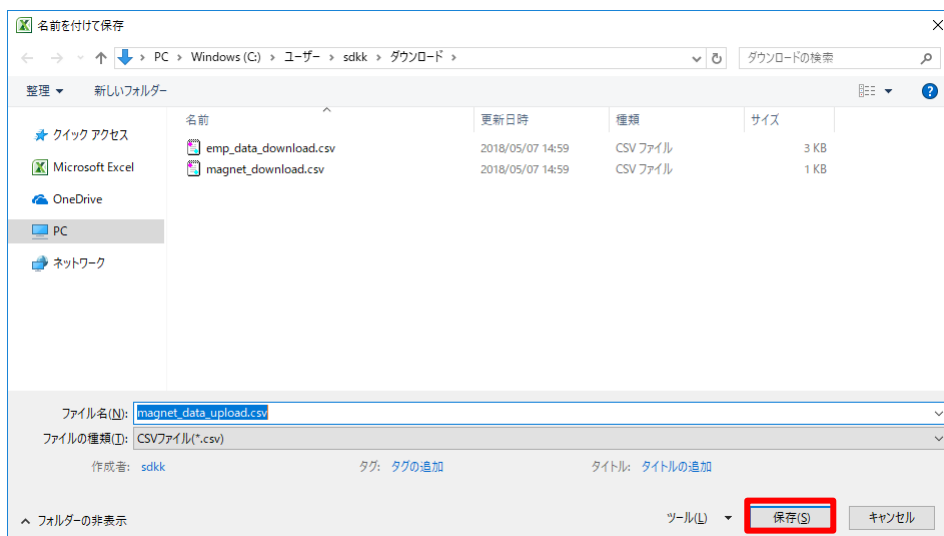 名前を付けて保存
PC › Windows (C:) › ユーザー › sdkk › ダウンロード › ダウンロードの検索
整理 新しいフォルダー
名前 更新日時 種類 サイズ
クイック アクセス
emp_data_download.csv 2018/05/07 14:59 CSV ファイル 3 KB
Microsoft Excel
magnet_download.csv 2018/05/07 14:59 CSV ファイル 1 KB
OneDrive
PC
ネットワーク
ファイル名(N): magnet_data_upload.csv
ファイルの種類(T): CSVファイル(*.csv)
作成者: sdkk タグ: タグの追加 タイトル: タイトルの追加
フォルダーの非表示 ツール(L) 保存(S) キャンセル